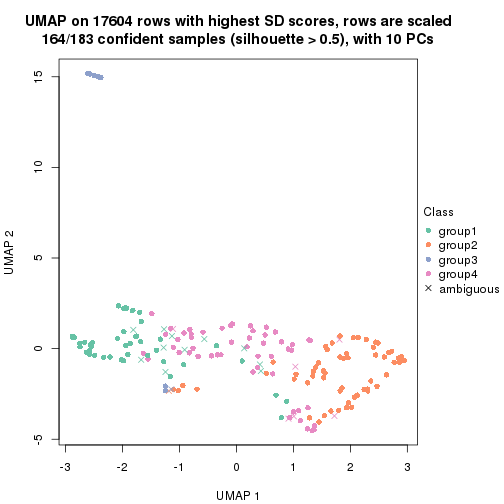 UMAP on 17604 rows with highest SD scores, rows are scaled
164/183 confident samples (silhouette > 0.5), with 10 PCs
15
10
5
0
-5
UMAP 2
-3
-2
-1
0
1
2
3
UMAP 1
Class
group1
group2
group3
group4
ambiguous